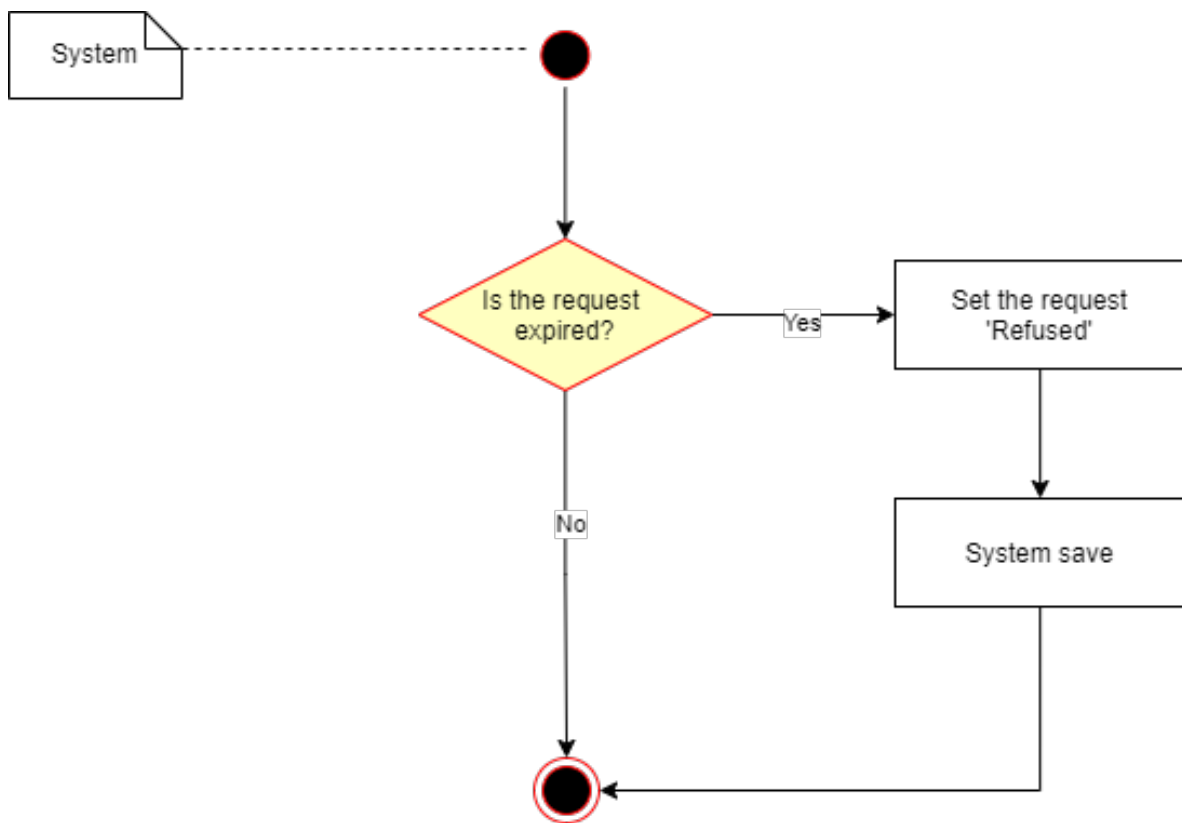 System
Is the request
expired?
Yes
Set the request
'Refused'
No
System save